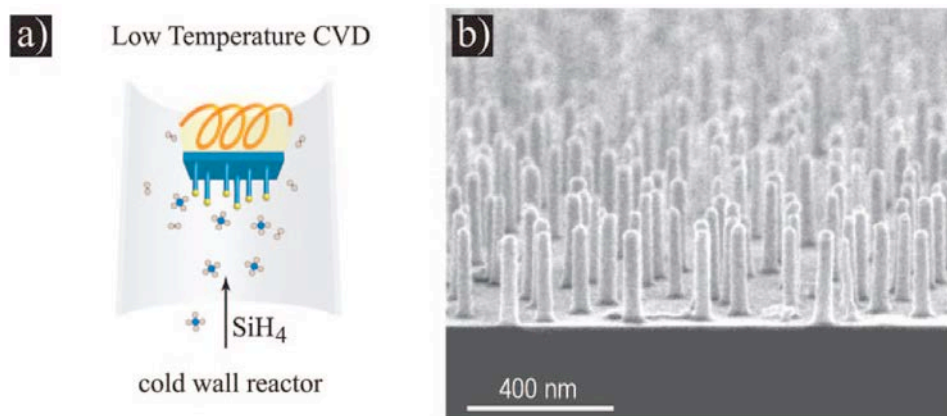 a)
Low Temperature CVD
SiH4
cold wall reactor
b)
400 nm